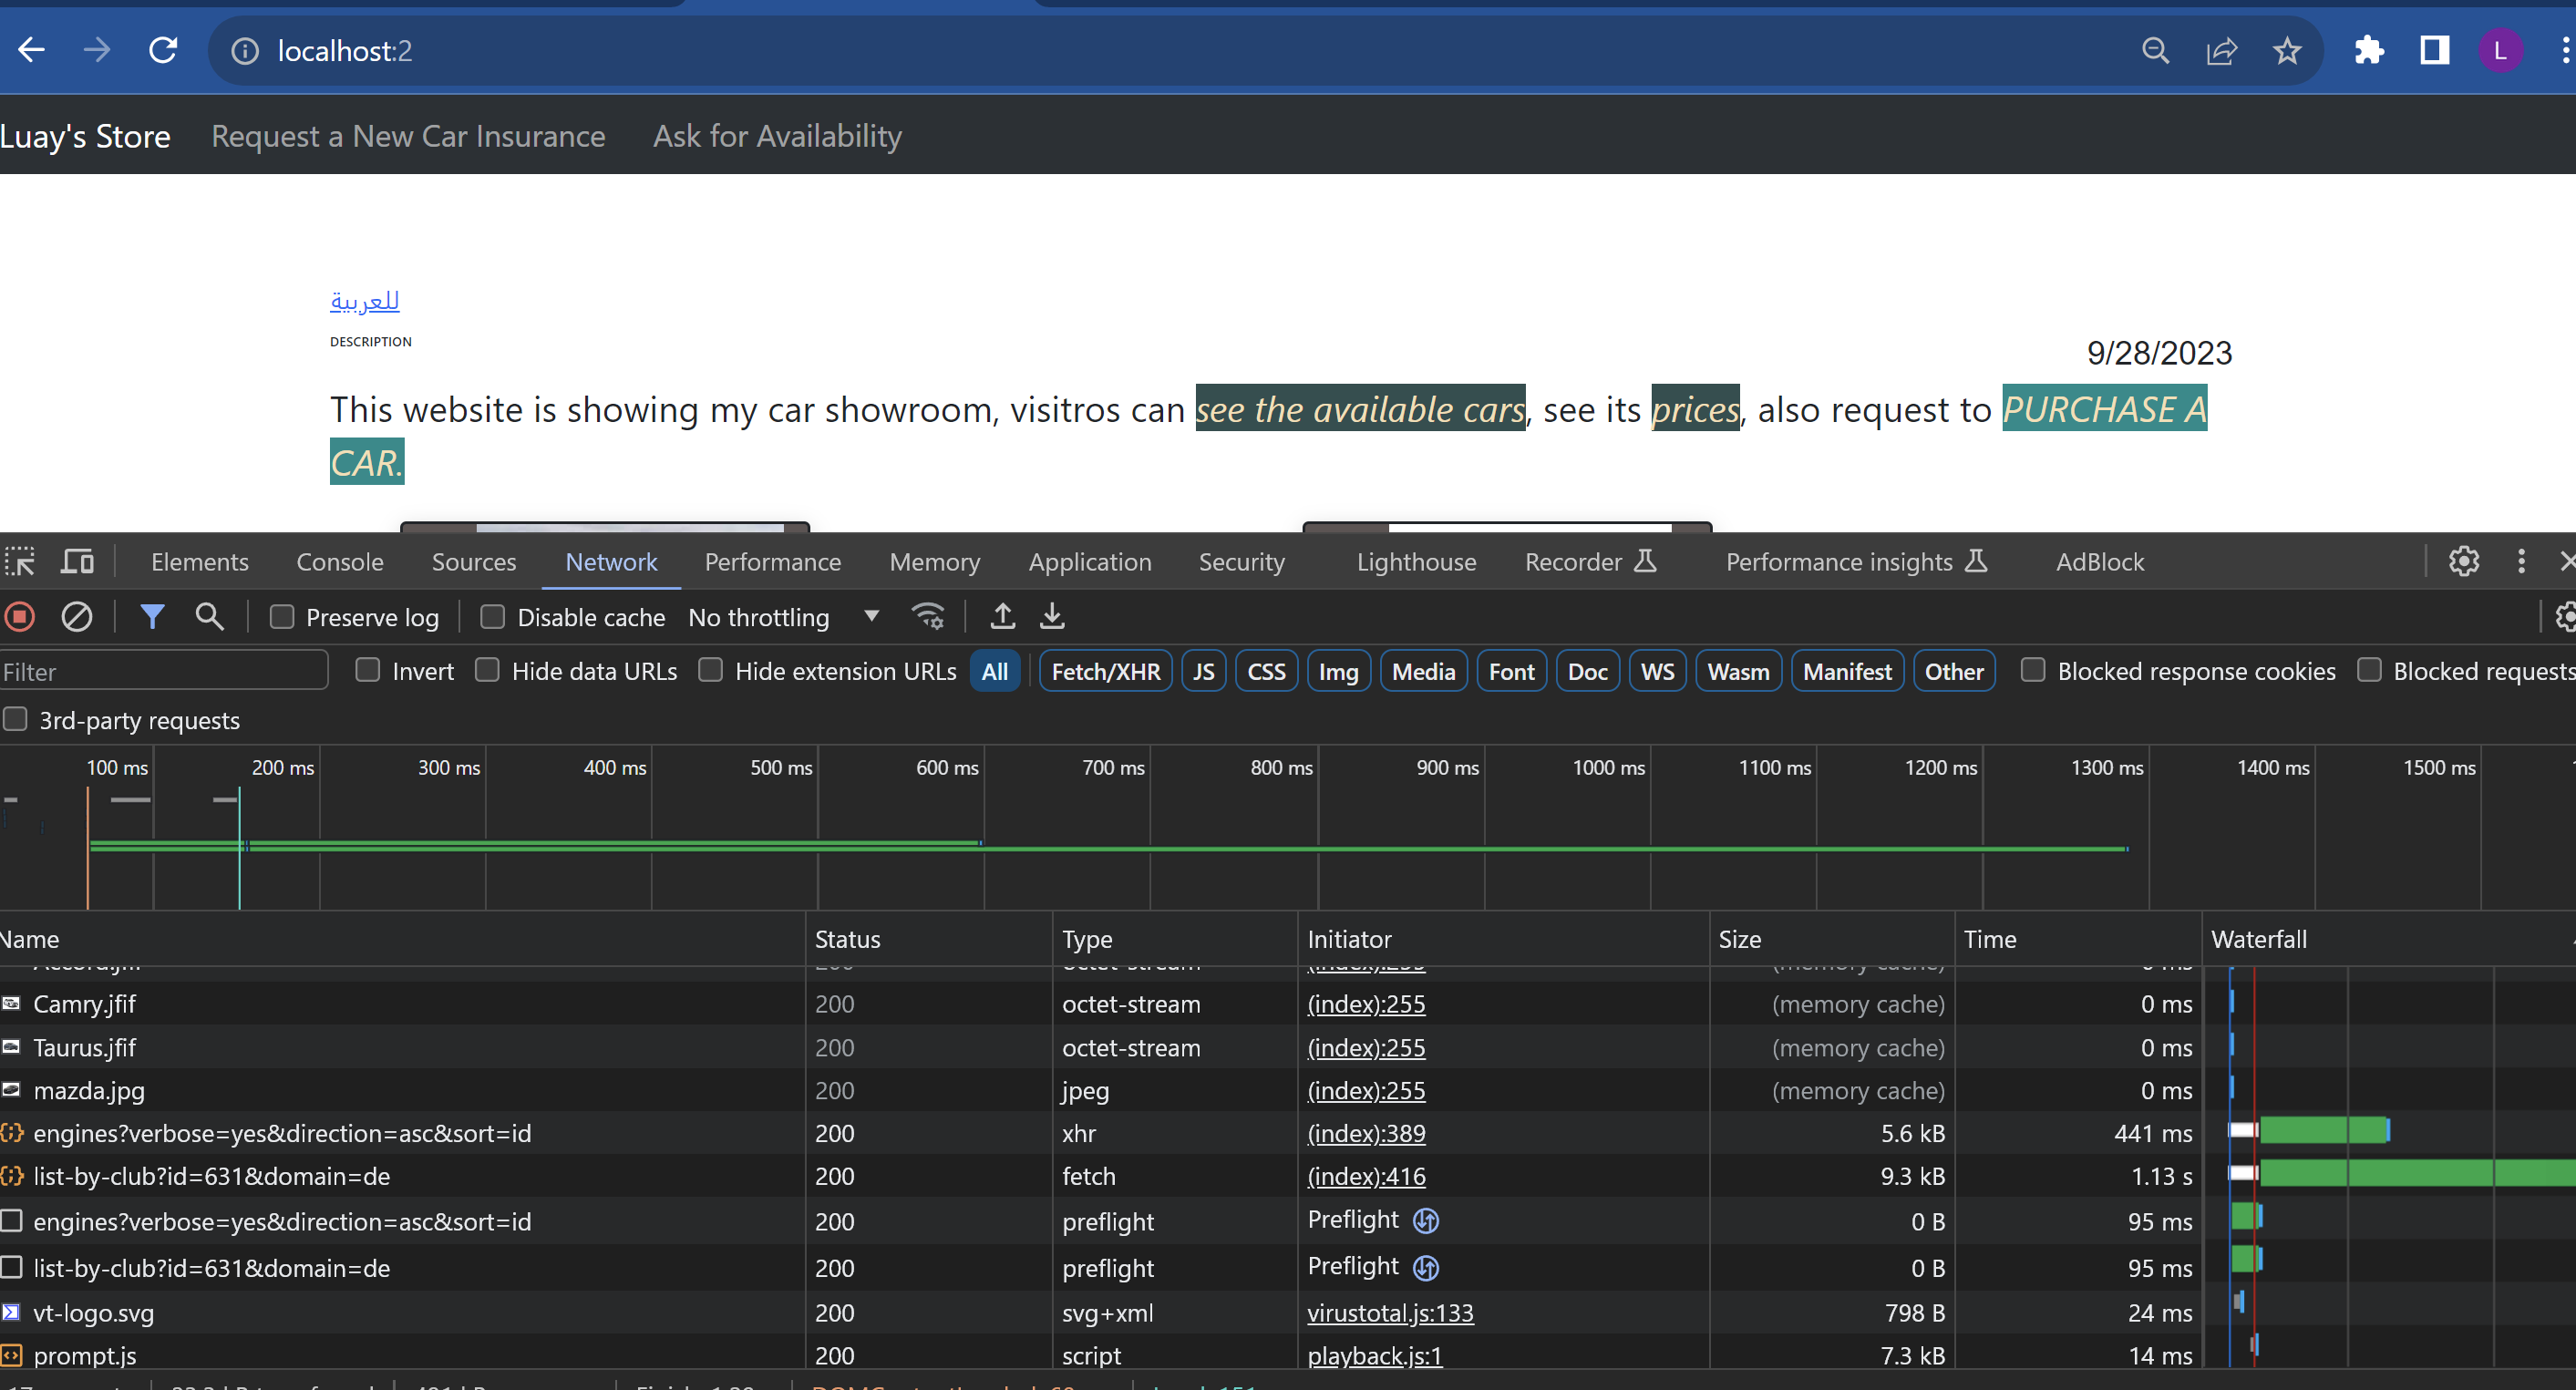 localhost:2
L
Luay's Store Request a New Car Insurance Ask for Availability
للعربية
DESCRIPTION
9/28/2023
This website is showing my car showroom, visitros can see the available cars, see its prices, also request to PURCHASE A
CAR.
Elements Console Sources Network Performance Memory Application Security Lighthouse Recorder Performance insights AdBlock
Preserve log Disable cache No throttling
Filter Invert Hide data URLs Hide extension URLs All Fetch/XHR JS CSS Img Media Font Doc WS Wasm Manifest Other Blocked response cookies Blocked requests
3rd-party requests
100 ms 200 ms 300 ms 400 ms 500 ms 600 ms 700 ms 800 ms 900 ms 1000 ms 1100 ms 1200 ms 1300 ms 1400 ms 1500 ms
Name Status Type Initiator Size Time Waterfall
Camry.jfif 200 octet-stream (index):255 (memory cache) 0 ms
Taurus.jfif 200 octet-stream (index):255 (memory cache) 0 ms
mazda.jpg 200 jpeg (index):255 (memory cache) 0 ms
engines?verbose=yes&direction=asc&sort=id 200 xhr (index):389 5.6 kB 441 ms
list-by-club?id=631&domain=de 200 fetch (index):416 9.3 kB 1.13 s
engines?verbose=yes&direction=asc&sort=id 200 preflight Preflight 0 B 95 ms
list-by-club?id=631&domain=de 200 preflight Preflight 0 B 95 ms
vt-logo.svg 200 svg+xml virustotal.js:133 798 B 24 ms
prompt.js 200 script playback.js:1 7.3 kB 14 ms